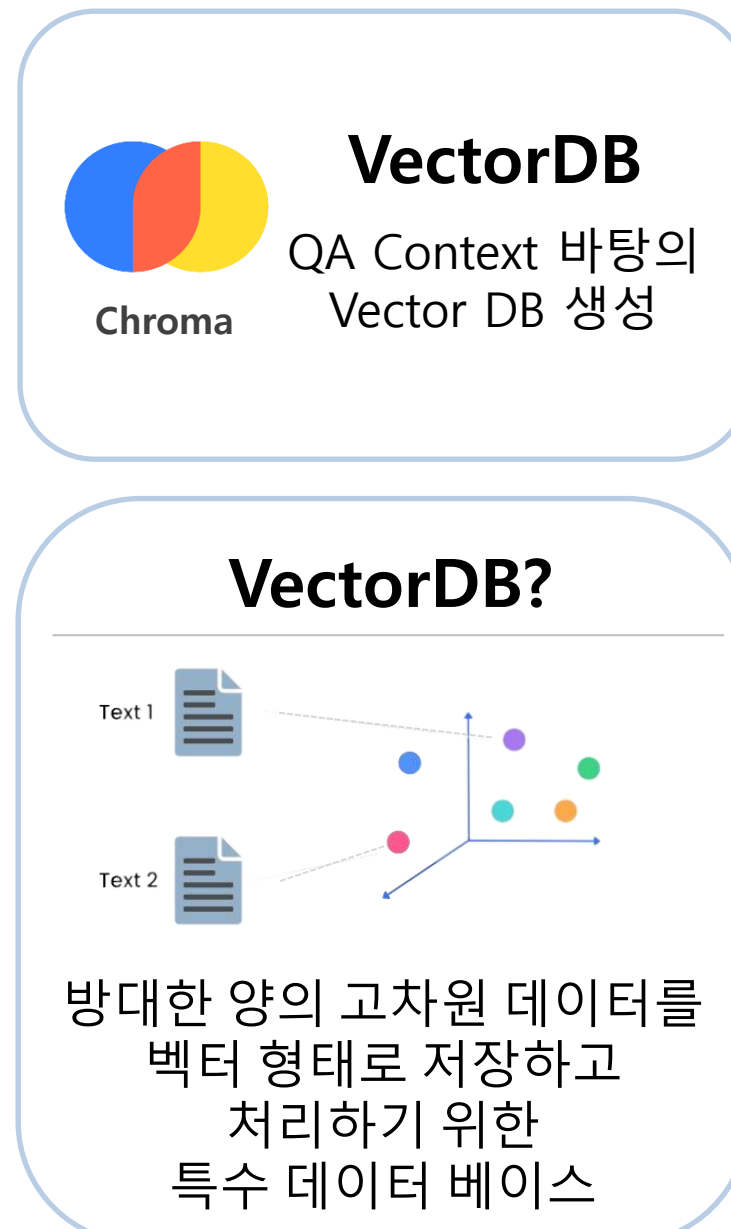 VectorDB
QA Context 바탕의
Vector DB 생성
Chroma
VectorDB?
Text 1
Text 2
방대한 양의 고차원 데이터를
벡터 형태로 저장하고
처리하기 위한
특수 데이터 베이스